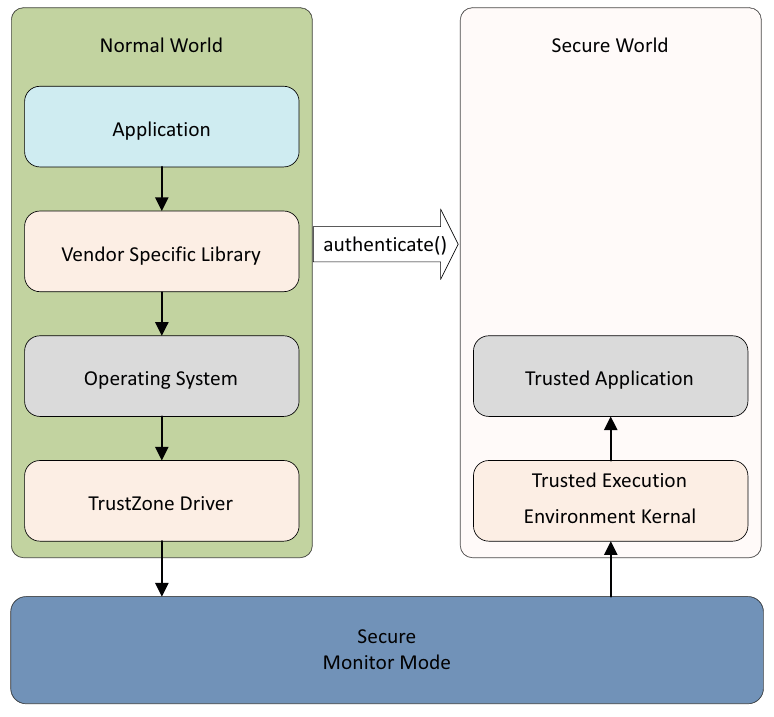 Normal World
Secure World
Application
Vendor Specific Library
authenticate()
Operating System
Trusted Application
TrustZone Driver
Trusted Execution
Environment Kernal
Secure
Monitor Mode